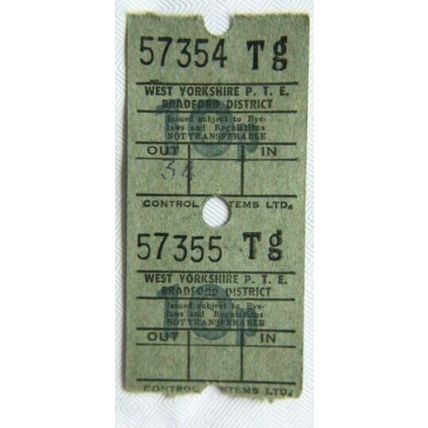 57354 Tg
WEST YORKSHIRE P. T. E.
BRADFORD DISTRICT
Issued subject to Bye-
laws and Regulations
NOT TRANSFERABLE
OUT IN
34
CONTROL TEMS LTD.
57355 Tg
WEST YORKSHIRE P. T. E.
BRADFORD DISTRICT
Issued subject to Bye-
laws and Regulations
NOT TRANSFERABLE
OUT IN
CONTROL TEMS LTD.